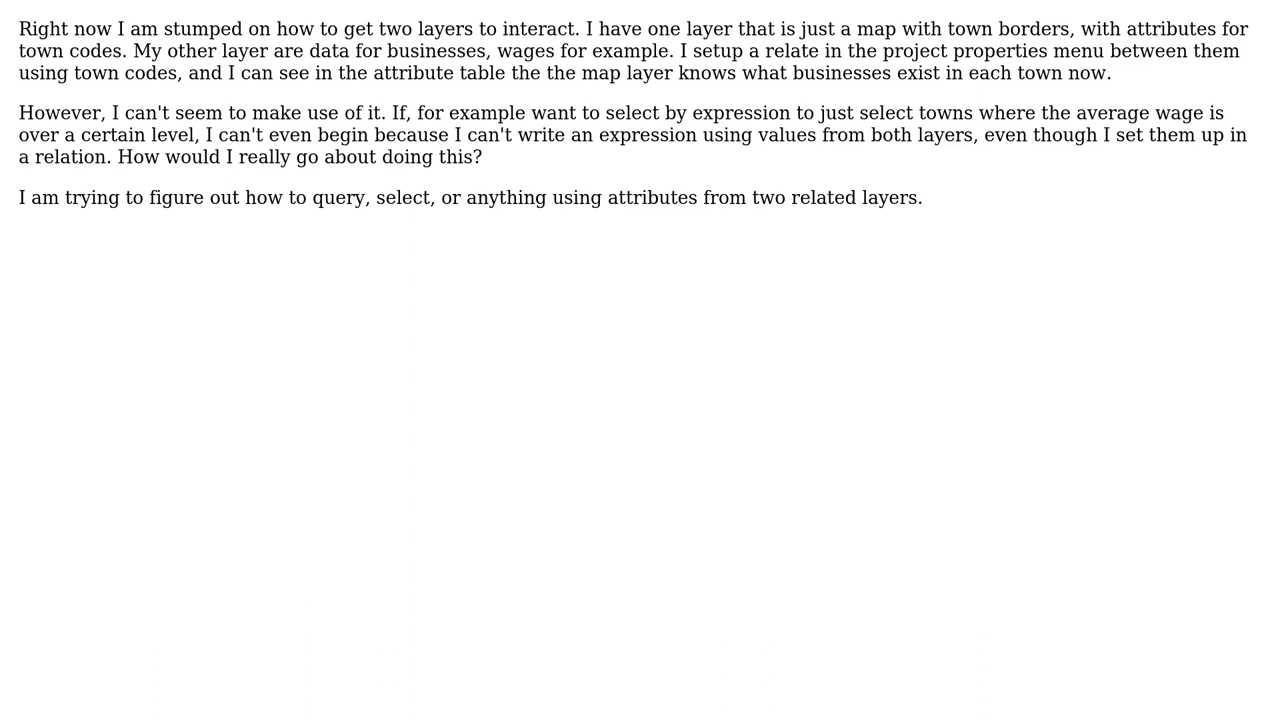 Right now I am stumped on how to get two layers to interact. I have one layer that is just a map with town borders, with attributes for
town codes. My other layer are data for businesses, wages for example. I setup a relate in the project properties menu between them
using town codes, and I can see in the attribute table the the map layer knows what businesses exist in each town now.
However, I can't seem to make use of it. If, for example want to select by expression to just select towns where the average wage is
over a certain level, I can't even begin because I can't write an expression using values from both layers, even though I set them up in
a relation. How would I really go about doing this?
I am trying to figure out how to query, select, or anything using attributes from two related layers.